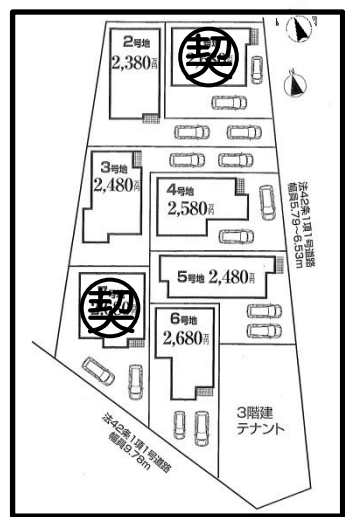 2号地
2,380万円
契
3号地
2,480万円
4号地
2,580万円
法42条1項1号道路
幅員5.79~6.53m
5号地 2,480万円
契
6号地
2,680万円
3階建
テナント
法42条1項1号道路
幅員9.78m